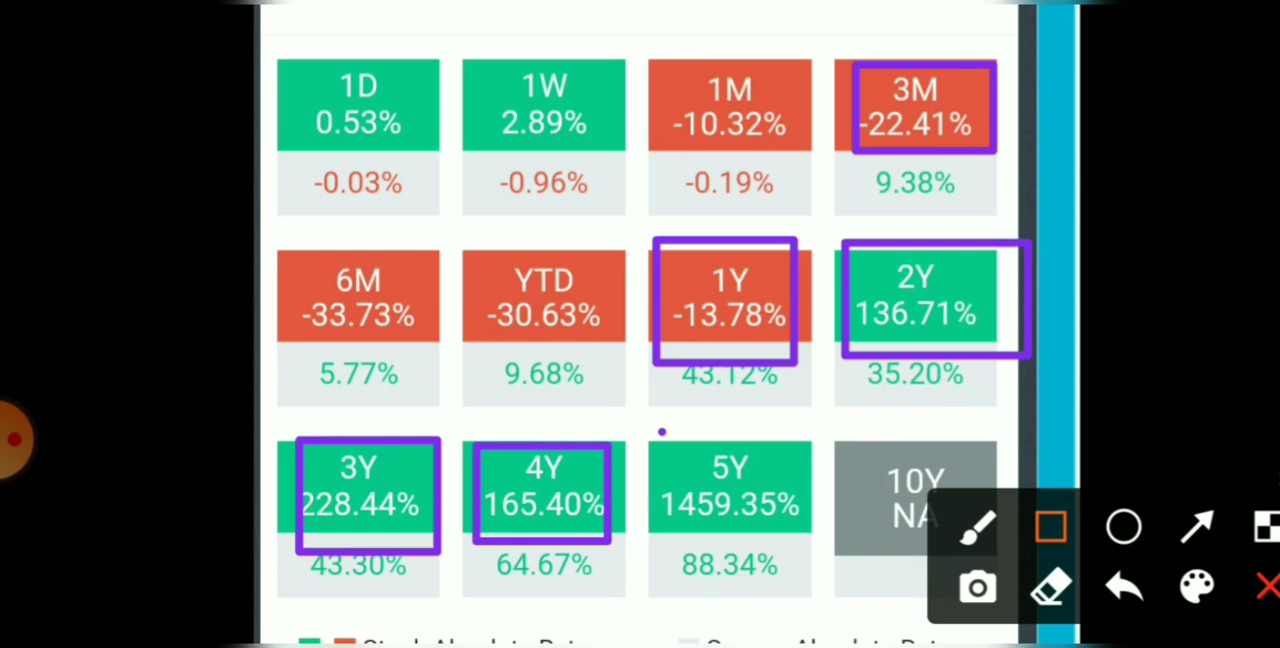 1D 1W 1M 3M
0.53% 2.89% -10.32% -22.41%
-0.03% -0.96% -0.19% 9.38%
6M YTD 1Y 2Y
-33.73% -30.63% -13.78% 136.71%
5.77% 9.68% 43.12% 35.20%
3Y 4Y 5Y 10Y
228.44% 165.40% 1459.35% NA
43.30% 64.67% 88.34%